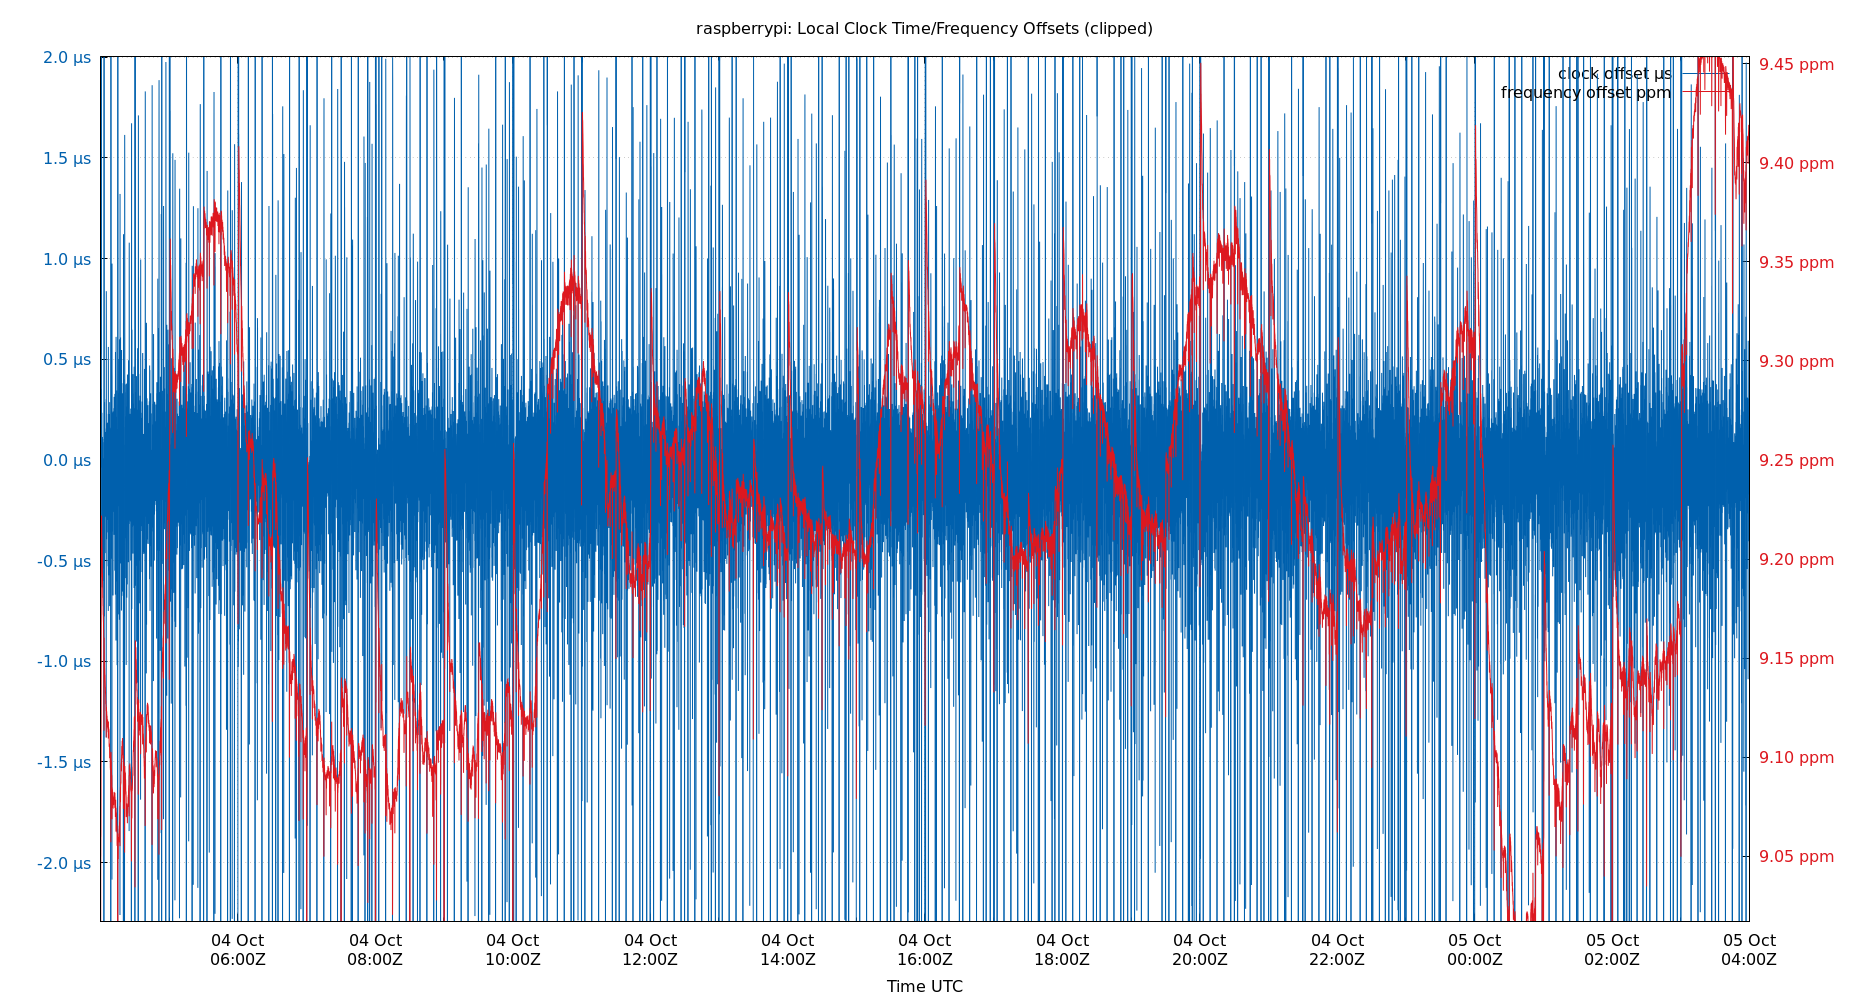 raspberrypi: Local Clock Time/Frequency Offsets (clipped)
2.0 µs
1.5 µs
1.0 µs
0.5 µs
0.0 µs
-0.5 µs
-1.0 µs
-1.5 µs
-2.0 µs
clock offset µs
frequency offset ppm
9.45 ppm
9.40 ppm
9.35 ppm
9.30 ppm
9.25 ppm
9.20 ppm
9.15 ppm
9.10 ppm
9.05 ppm
04 Oct 04 Oct 04 Oct 04 Oct 04 Oct 04 Oct 04 Oct 04 Oct 04 Oct 05 Oct 05 Oct 05 Oct
06:00Z 08:00Z 10:00Z 12:00Z 14:00Z 16:00Z 18:00Z 20:00Z 22:00Z 00:00Z 02:00Z 04:00Z
Time UTC